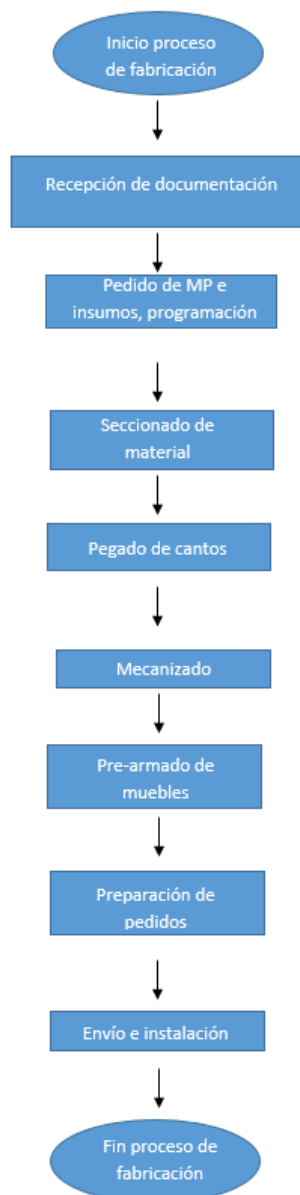 Inicio proceso
de fabricación
Recepción de documentación
Pedido de MP e
insumos, programación
Seccionado de
material
Pegado de cantos
Mecanizado
Pre-armado de
muebles
Preparación de
pedidos
Envío e instalación
Fin proceso de
fabricación